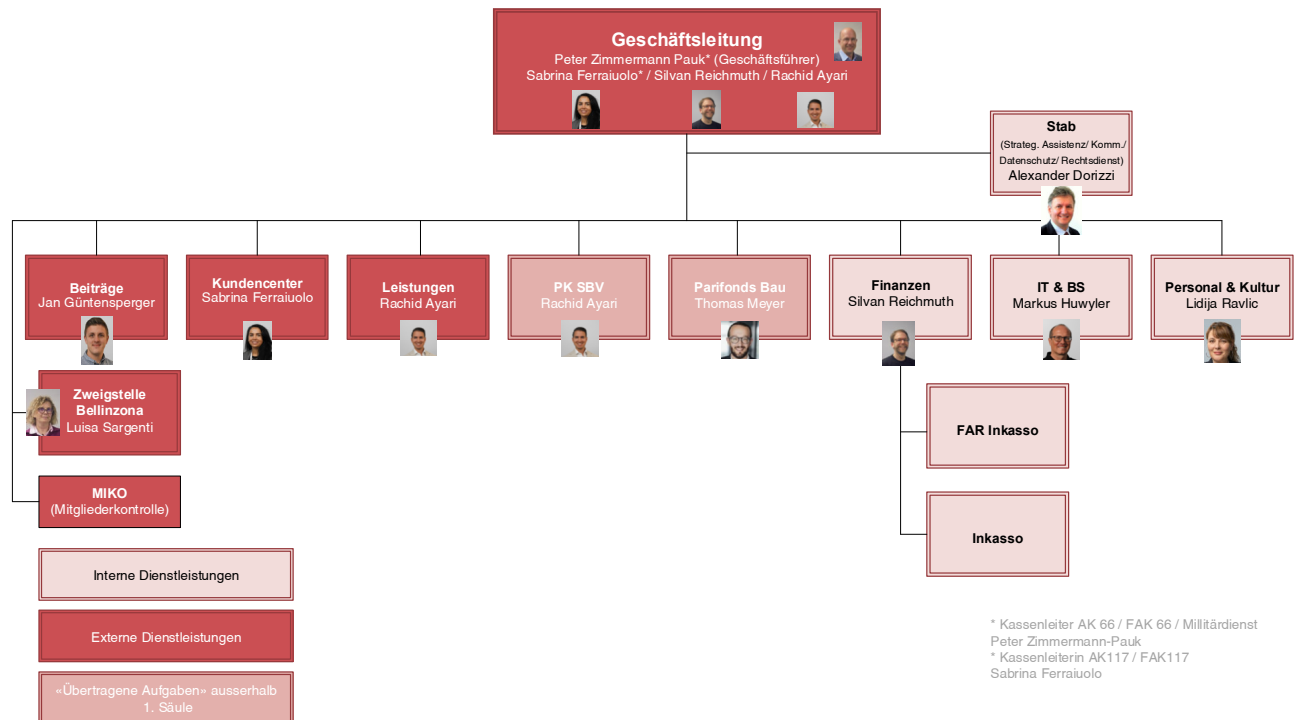 Geschäftsleitung
Peter Zimmermann Pauk* (Geschäftsführer)
Sabrina Ferraiuolo* / Silvan Reichmuth / Rachid Ayari
Stab
(Strateg. Assistenz/ Komm./
Datenschutz/ Rechtsdienst)
Alexander Dorizzi
Beiträge
Jan Güntensperger
Kundencenter
Sabrina Ferraiuolo
Leistungen
Rachid Ayari
PK SBV
Rachid Ayari
Parifonds Bau
Thomas Meyer
Finanzen
Silvan Reichmuth
IT & BS
Markus Huwyler
Personal & Kultur
Lidija Ravlic
Zweigstelle
Bellinzona
Luisa Sargenti
FAR Inkasso
MIKO
(Mitgliederkontrolle)
Inkasso
Interne Dienstleistungen
Externe Dienstleistungen
«Übertragene Aufgaben» ausserhalb
1. Säule
* Kassenleiter AK 66 / FAK 66 / Millitärdienst
Peter Zimmermann-Pauk
* Kassenleiterin AK117 / FAK117
Sabrina Ferraiuolo